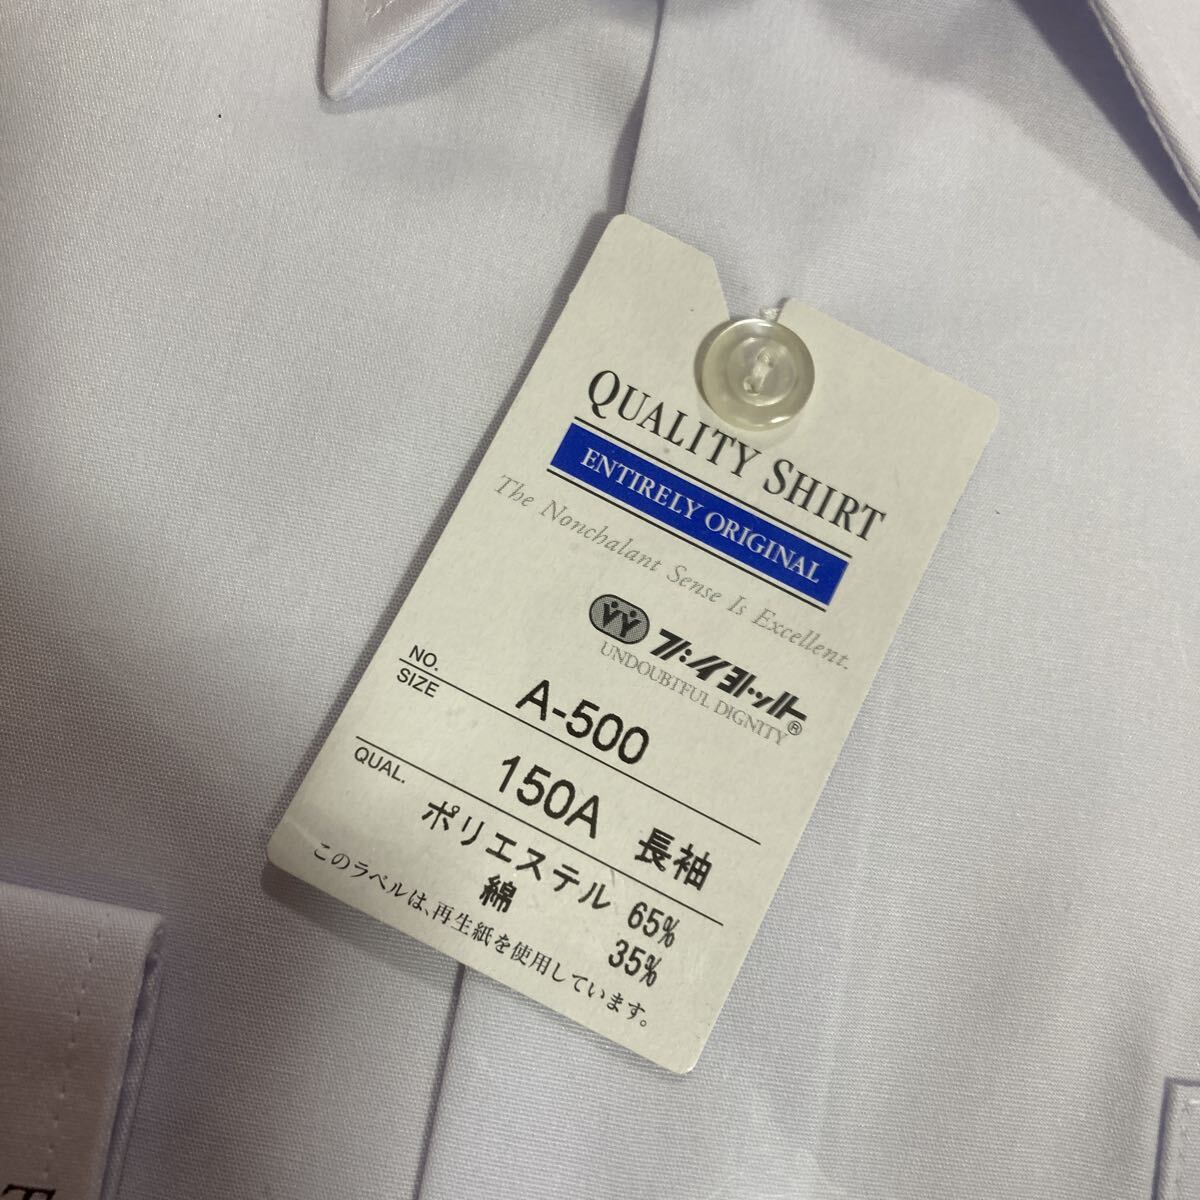 QUALITY SHIRT
ENTIRELY ORIGINAL
The Nonchalant Sense Is Excellent.
ブイヨット®
UNDOUBTFUL DIGNITY
NO. A-500
SIZE 150A 長袖
QUAL. ポリエステル 65%
綿 35%
このラベルは、再生紙を使用しています。